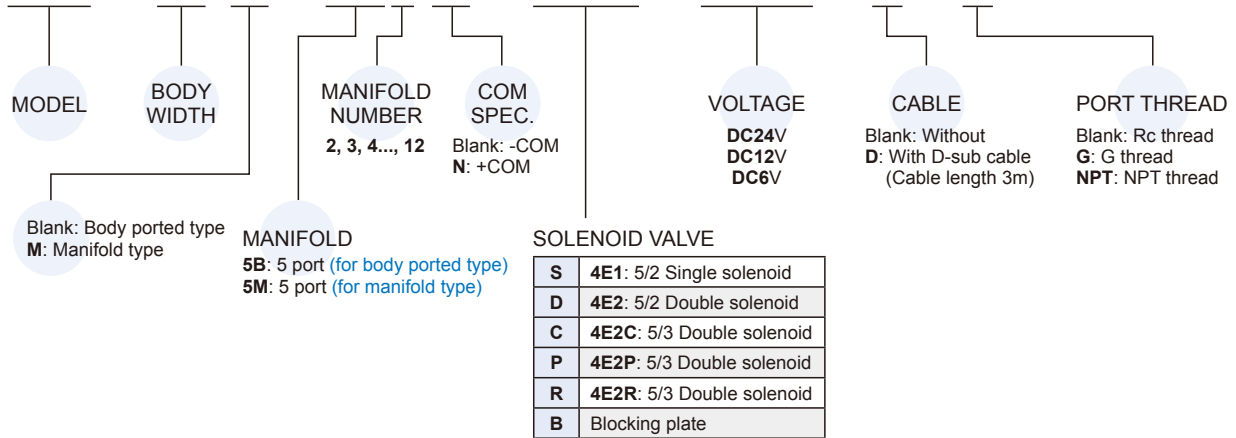 MODEL
BODY
WIDTH
MANIFOLD
NUMBER
2, 3, 4..., 12
COM
SPEC.
Blank: -COM
N: +COM
VOLTAGE
DC24V
DC12V
DC6V
CABLE
Blank: Without
D: With D-sub cable
(Cable length 3m)
PORT THREAD
Blank: Rc thread
G: G thread
NPT: NPT thread
Blank: Body ported type
M: Manifold type
MANIFOLD
5B: 5 port (for body ported type)
5M: 5 port (for manifold type)
SOLENOID VALVE
S 4E1: 5/2 Single solenoid
D 4E2: 5/2 Double solenoid
C 4E2C: 5/3 Double solenoid
P 4E2P: 5/3 Double solenoid
R 4E2R: 5/3 Double solenoid
B Blocking plate